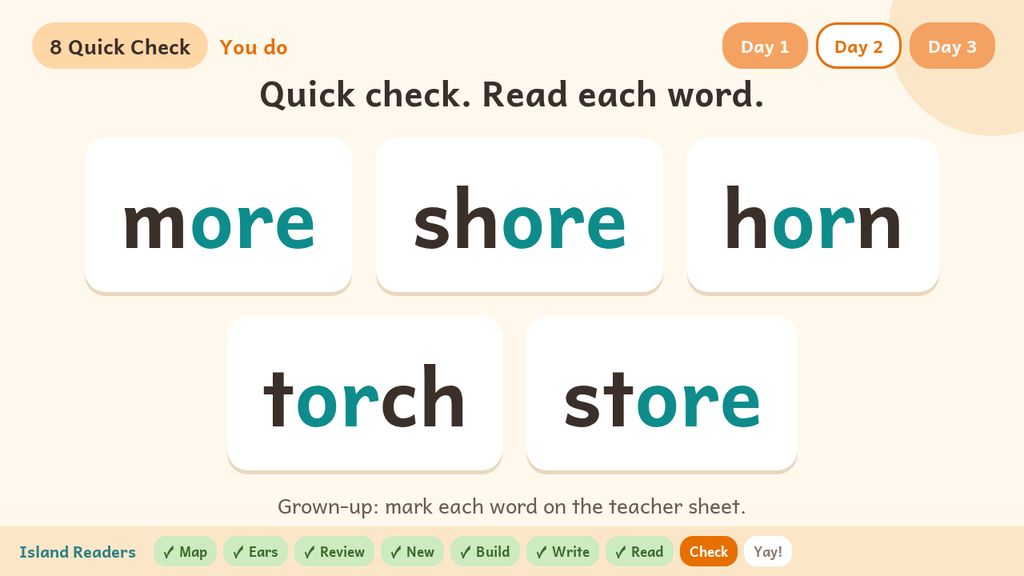 8 Quick Check You do Day 1 Day 2 Day 3
Quick check. Read each word.
more shore horn
torch store
Grown-up: mark each word on the teacher sheet.
Island Readers ✓ Map ✓ Ears ✓ Review ✓ New ✓ Build ✓ Write ✓ Read Check Yay!